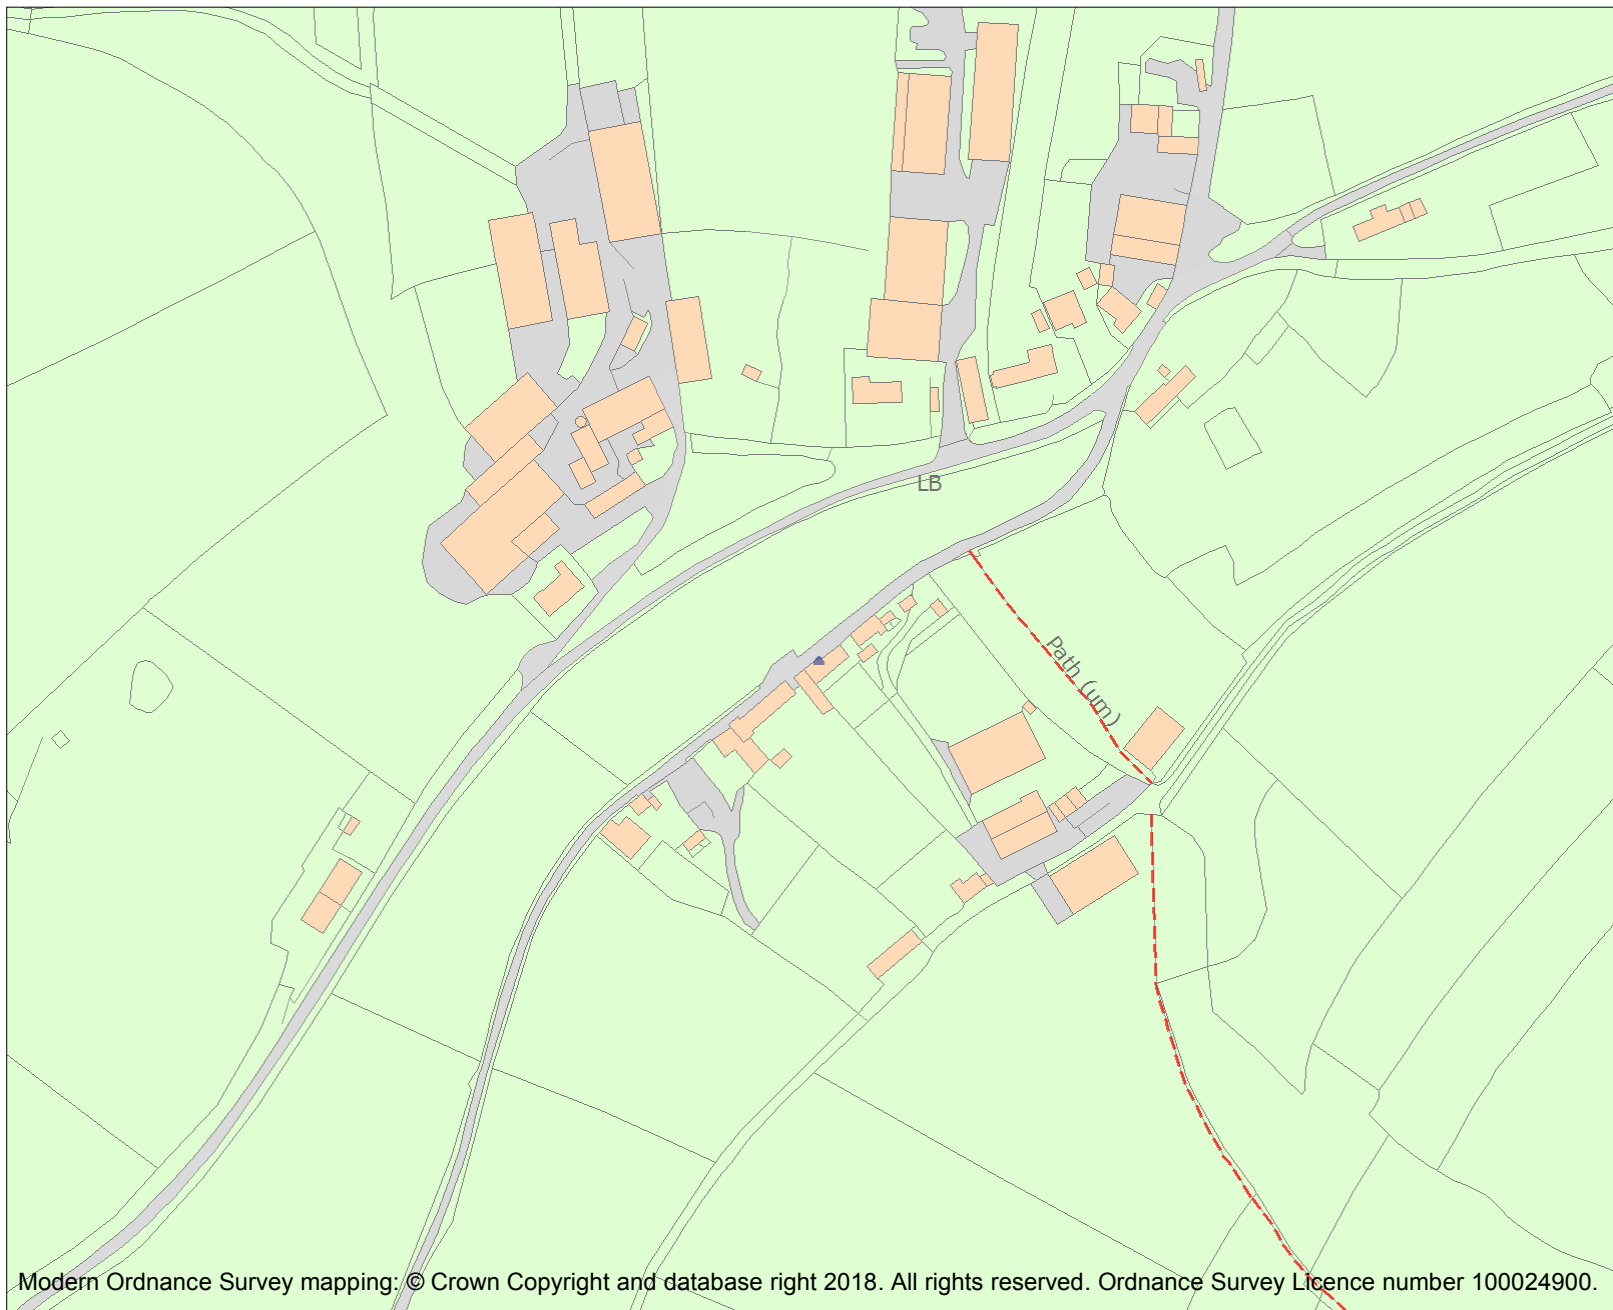 LB
Path (um)
Modern Ordnance Survey mapping: © Crown Copyright and database right 2018. All rights reserved. Ordnance Survey Licence number 100024900.